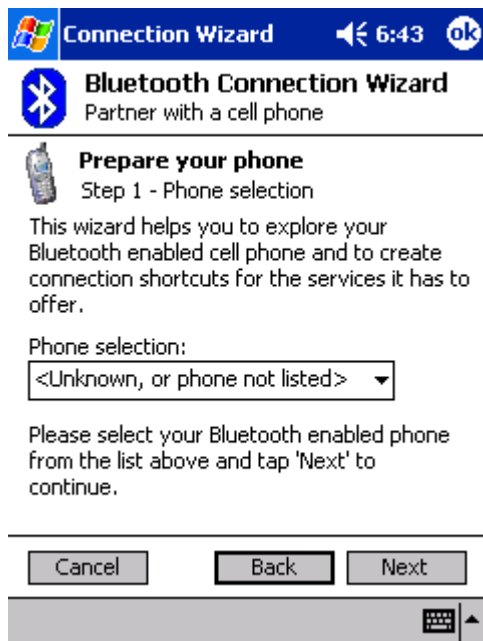 Connection Wizard 6:43 ok
Bluetooth Connection Wizard
Partner with a cell phone
Prepare your phone
Step 1 - Phone selection
This wizard helps you to explore your
Bluetooth enabled cell phone and to create
connection shortcuts for the services it has to
offer.
Phone selection:
<Unknown, or phone not listed>
Please select your Bluetooth enabled phone
from the list above and tap 'Next' to
continue.
Cancel Back Next